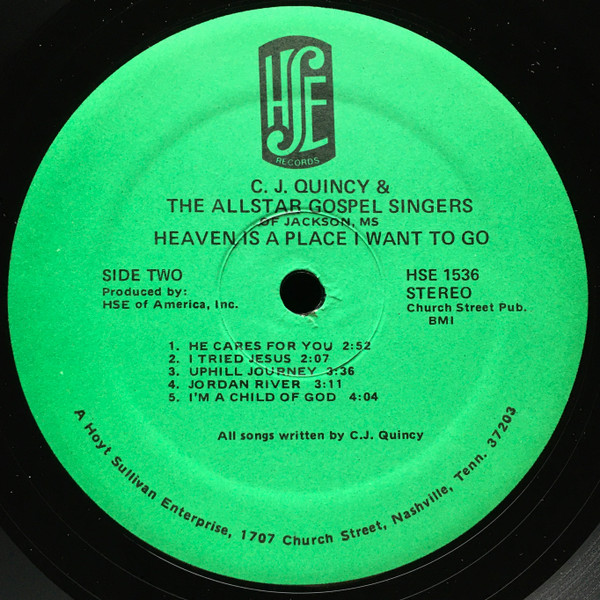 HSE
RECORDS
C. J. QUINCY &
THE ALLSTAR GOSPEL SINGERS
OF JACKSON, MS
HEAVEN IS A PLACE I WANT TO GO
SIDE TWO
Produced by:
HSE of America, Inc.
HSE 1536
STEREO
Church Street Pub.
BMI
1. HE CARES FOR YOU 2:52
2. I TRIED JESUS 2:07
3. UPHILL JOURNEY 3:36
4. JORDAN RIVER 3:11
5. I'M A CHILD OF GOD 4:04
All songs written by C.J. Quincy
A Hoyt Sullivan Enterprise, 1707 Church Street, Nashville, Tenn. 37203